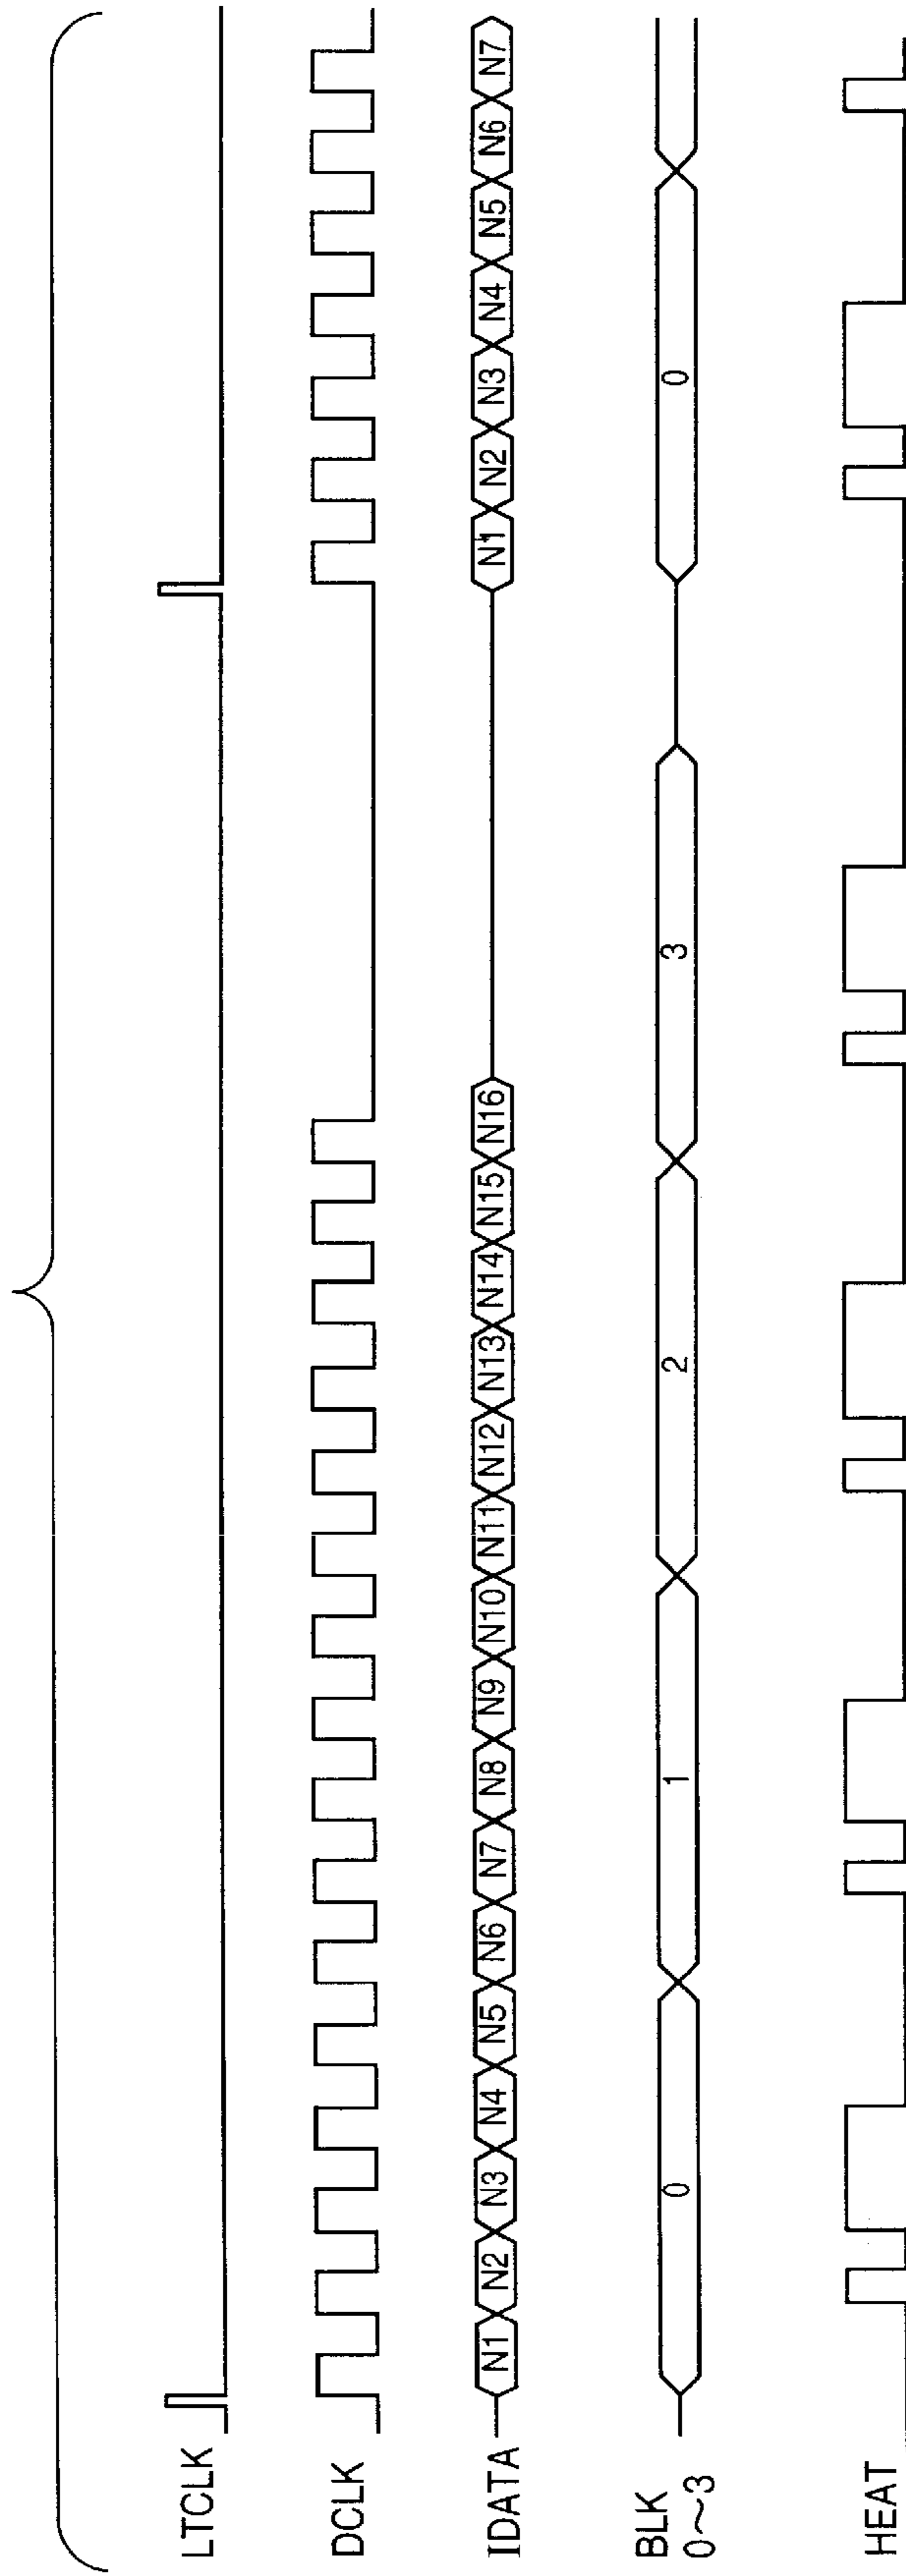 LTCLK
DCLK
IDATA N1 N2 N3 N4 N5 N6 N7 N8 N9 N10 N11 N12 N13 N14 N15 N16 N1 N2 N3 N4 N5 N6 N7
BLK 0 1 2 3 0
0~3
HEAT